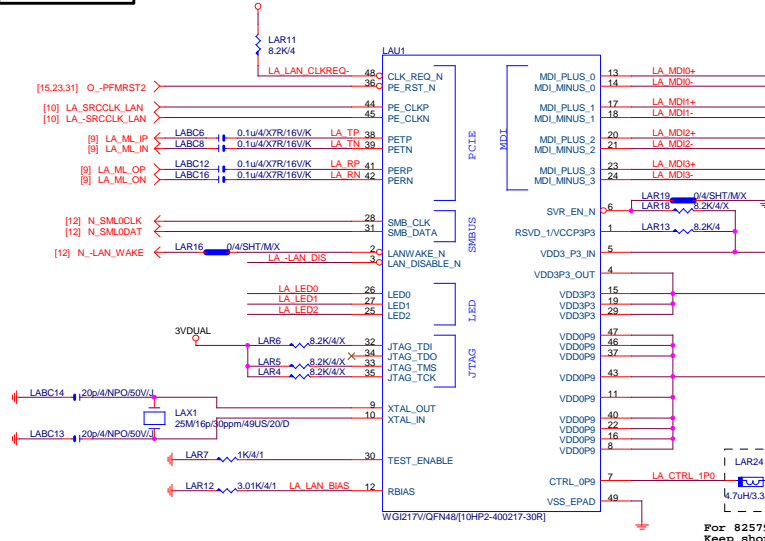 LAR11
8.2K/4
LAU1
LA_LAN_CLKREQ- 48 CLK_REQ_N MDI_PLUS_0 13 LA_MDI0+
[15,23,31] O_-PFMRST2 36 PE_RST_N MDI_MINUS_0 14 LA_MDI0-
[10] LA_SRCCLK_LAN 44 PE_CLKP MDI_PLUS_1 17 LA_MDI1+
[10] LA_-SRCCLK_LAN 45 PE_CLKN MDI_MINUS_1 18 LA_MDI1-
[9] LA_ML_IP LABC6 0.1u/4/X7R/16V/K LA_TP 38 PETP MDI_PLUS_2 20 LA_MDI2+
[9] LA_ML_IN LABC8 0.1u/4/X7R/16V/K LA_TN 39 PETN MDI_MINUS_2 21 LA_MDI2-
PCIE
MDI
[9] LA_ML_OP LABC12 0.1u/4/X7R/16V/K LA_RP 41 PERP MDI_PLUS_3 23 LA_MDI3+
[9] LA_ML_ON LABC16 0.1u/4/X7R/16V/K LA_RN 42 PERN MDI_MINUS_3 24 LA_MDI3-
LAR19 0/4/SHT/M/X
SVR_EN_N 6 LAR18 8.2K/4/X
[12] N_SML0CLK 28 SMB_CLK
[12] N_SML0DAT 31 SMB_DATA RSVD_1/VCCP3P3 1 LAR13 8.2K/4
SMBUS
[12] N_-LAN_WAKE LAR16 0/4/SHT/M/X 2 LANWAKE_N VDD3_P3_IN 5
LA_-LAN_DIS 3 LAN_DISABLE_N
VDD3P3_OUT 4
LA_LED0 26 LED0 VDD3P3 15
LA_LED1 27 LED1 VDD3P3 19
LA_LED2 25 LED2 VDD3P3 29
LED
3VDUAL
VDD0P9 47
LAR6 8.2K/4/X 32 JTAG_TDI VDD0P9 46
34 JTAG_TDO VDD0P9 37
LAR5 8.2K/4/X 33 JTAG_TMS
LAR4 8.2K/4/X 35 JTAG_TCK VDD0P9 43
JTAG
LABC14 20p/4/NPO/50V/J VDD0P9 11
9 XTAL_OUT
LAX1 10 XTAL_IN VDD0P9 40
25M/16p/30ppm/49US/20/D VDD0P9 22
LABC13 20p/4/NPO/50V/J VDD0P9 16
VDD0P9 8
LAR7 1K/4/1 30 TEST_ENABLE
LAR24
CTRL_0P9 7 LA_CTRL_1P0
LAR12 3.01K/4/1 LA_LAN_BIAS 12 RBIAS
4.7uH/3.3
VSS_EPAD 49
WGI217V/QFN48/[10HP2-400217-30R]
For 8257
Keep sho